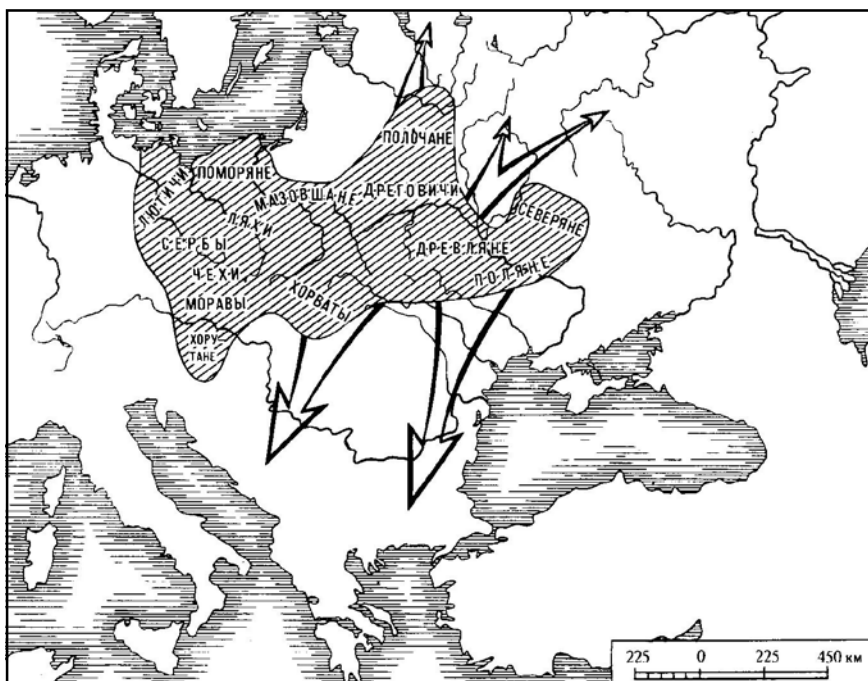 ПОЛОЧАНЕ
ПОМОРЯНЕ
ЛЮТИЧИ
МАЗОВШАНЕ
ДРЕГОВИЧИ
СЕВЕРЯНЕ
ЛЯХИ
СЕРБЫ
ДРЕВЛЯНЕ
ЧЕХИ
ПОЛЯНЕ
ХОРВАТЫ
МОРАВЫ
ХОРУ
ТАНЕ
225 0 225 450 км